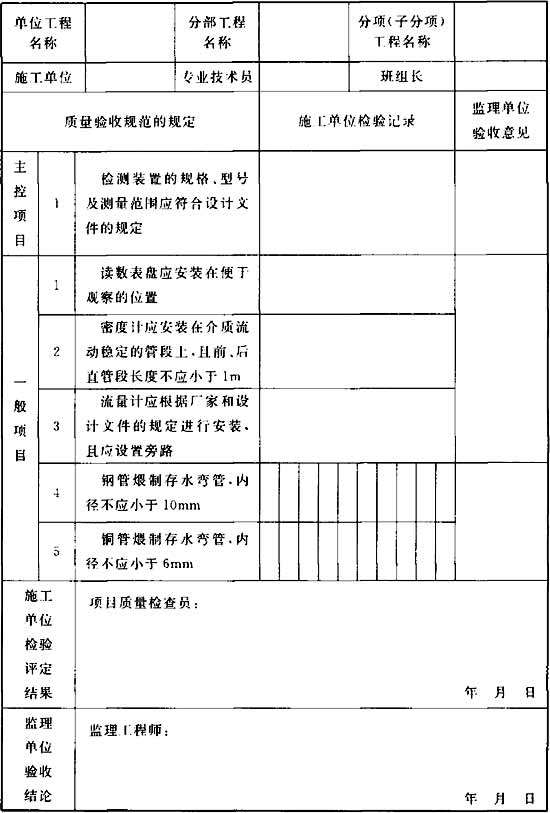 单位工程
名称
分部工程
名称
分项(子分项)
工程名称
施工单位
专业技术员
班组长
质量验收规范的规定
施工单位检验记录
监理单位
验收意见
主
控
项
目
1
检测装置的规格、型号
及测量范围应符合设计文
件的规定
一
般
项
目
1
读数表盘应安装在便于
观察的位置
2
密度计应安装在介质流
动稳定的管段上,且前、后
直管段长度不应小于1m
3
流量计应根据厂家和设
计文件的规定进行安装,
且应设置旁路
4
钢管煨制存水弯管,内
径不应小于10mm
5
铜管煨制存水弯管,内
径不应小于6mm
施工
单位
检验
评定
结果
项目质量检查员:
年 月 日
监理
单位
验收
结论
监理工程师:
年 月 日